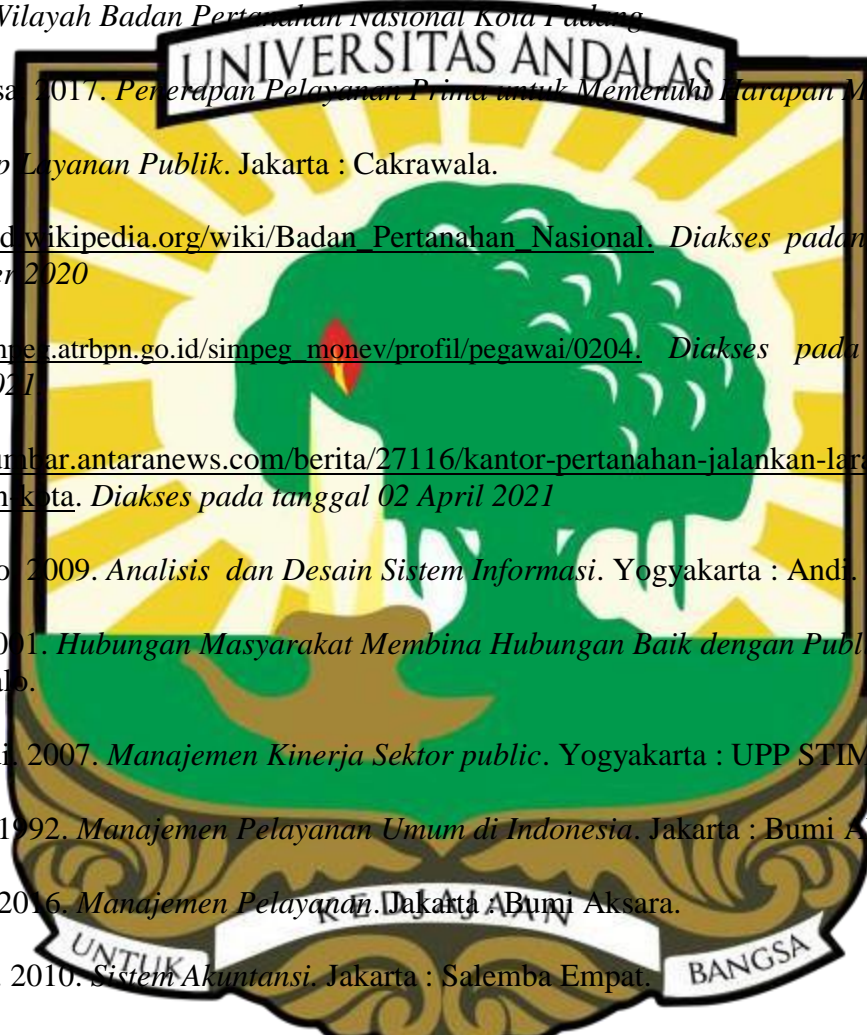 Wilayah Badan Pertanahan Nasional Kota Padang
UNIVERSITAS ANDALAS
2017. Penerapan Pelayanan Prima untuk Memenuhi Harapan M
Layanan Publik. Jakarta : Cakrawala.
wikipedia.org/wiki/Badan_Pertanahan_Nasional. Diakses padan
2020
.atrbpn.go.id/simpeg_monev/profil/pegawai/0204. Diakses pada
umbar.antaranews.com/berita/27116/kantor-pertanahan-jalankan-lara
kota. Diakses pada tanggal 02 April 2021
2009. Analisis dan Desain Sistem Informasi. Yogyakarta : Andi.
001. Hubungan Masyarakat Membina Hubungan Baik dengan Publ
2007. Manajemen Kinerja Sektor public. Yogyakarta : UPP STIM
1992. Manajemen Pelayanan Umum di Indonesia. Jakarta : Bumi A
2016. Manajemen Pelayanan. Jakarta : Bumi Aksara.
KEDJAJAAN
UNTUK
2010. Sistem Akuntansi. Jakarta : Salemba Empat.
BANGSA